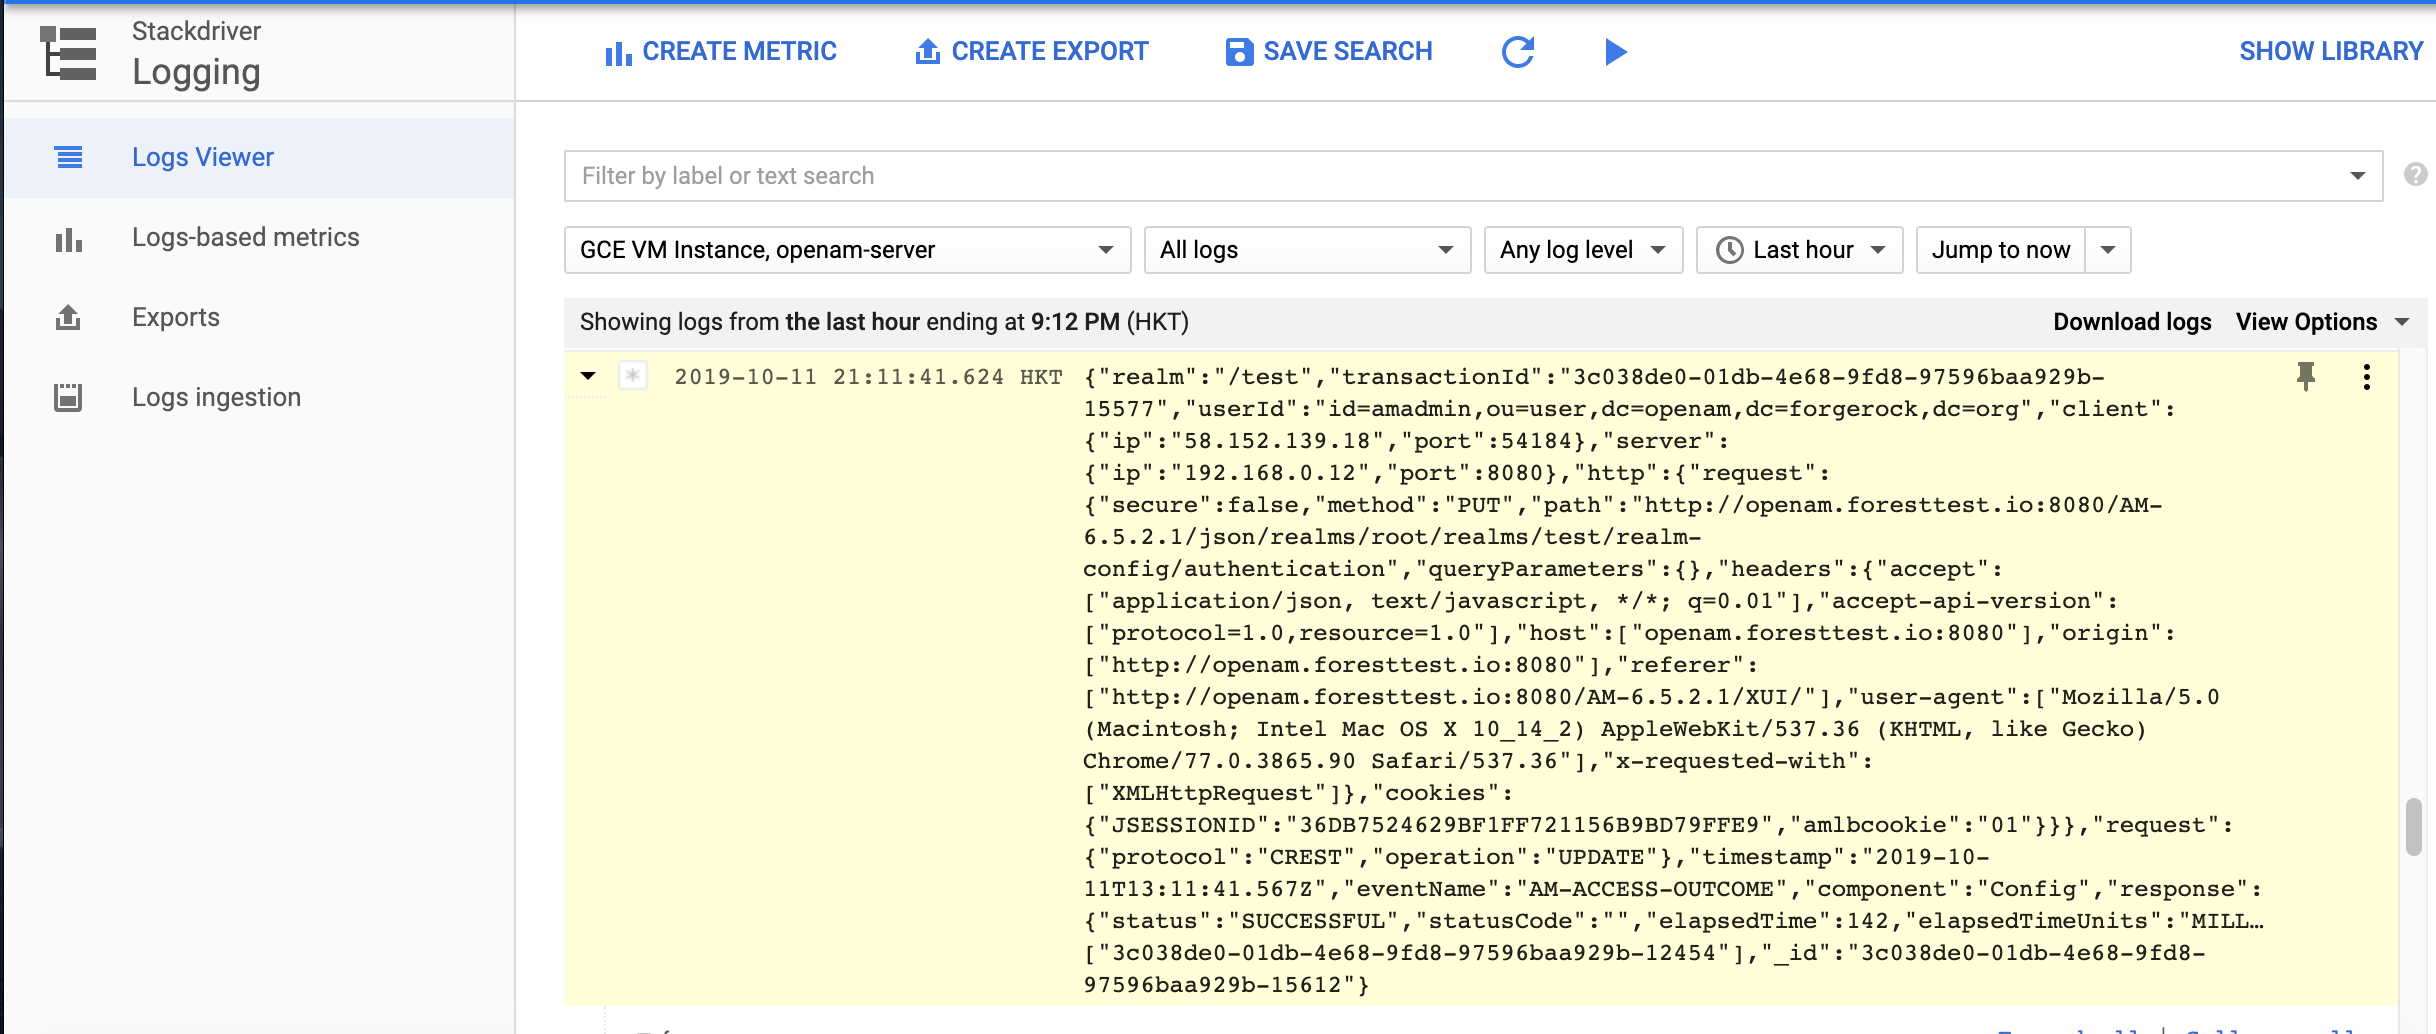 Stackdriver
Logging
CREATE METRIC
CREATE EXPORT
SAVE SEARCH
SHOW LIBRARY
Logs Viewer
Logs-based metrics
Exports
Logs ingestion
Filter by label or text search
?
GCE VM Instance, openam-server
All logs
Any log level
Last hour
Jump to now
Showing logs from the last hour ending at 9:12 PM (HKT)
Download logs
View Options
2019-10-11 21:11:41.624 HKT
{"realm":"/test","transactionId":"3c038de0-01db-4e68-9fd8-97596baa929b-
15577","userId":"id=amadmin,ou=user,dc=openam,dc=forgerock,dc=org","client":
{"ip":"58.152.139.18","port":54184},"server":
{"ip":"192.168.0.12","port":8080},"http":{"request":
{"secure":false,"method":"PUT","path":"http://openam.foresttest.io:8080/AM-
6.5.2.1/json/realms/root/realms/test/realm-
config/authentication","queryParameters":{},"headers":{"accept":
["application/json, text/javascript, */*; q=0.01"],"accept-api-version":
["protocol=1.0,resource=1.0"],"host":["openam.foresttest.io:8080"],"origin":
["http://openam.foresttest.io:8080"],"referer":
["http://openam.foresttest.io:8080/AM-6.5.2.1/XUI/"],"user-agent":["Mozilla/5.0
(Macintosh; Intel Mac OS X 10_14_2) AppleWebKit/537.36 (KHTML, like Gecko)
Chrome/77.0.3865.90 Safari/537.36"],"x-requested-with":
["XMLHttpRequest"]},"cookies":
{"JSESSIONID":"36DB7524629BF1FF721156B9BD79FFE9","amlbcookie":"01"}}},"request":
{"protocol":"CREST","operation":"UPDATE"},"timestamp":"2019-10-
11T13:11:41.567Z","eventName":"AM-ACCESS-OUTCOME","component":"Config","response":
{"status":"SUCCESSFUL","statusCode":"","elapsedTime":142,"elapsedTimeUnits":"MILL…
["3c038de0-01db-4e68-9fd8-97596baa929b-12454"],"_id":"3c038de0-01db-4e68-9fd8-
97596baa929b-15612"}